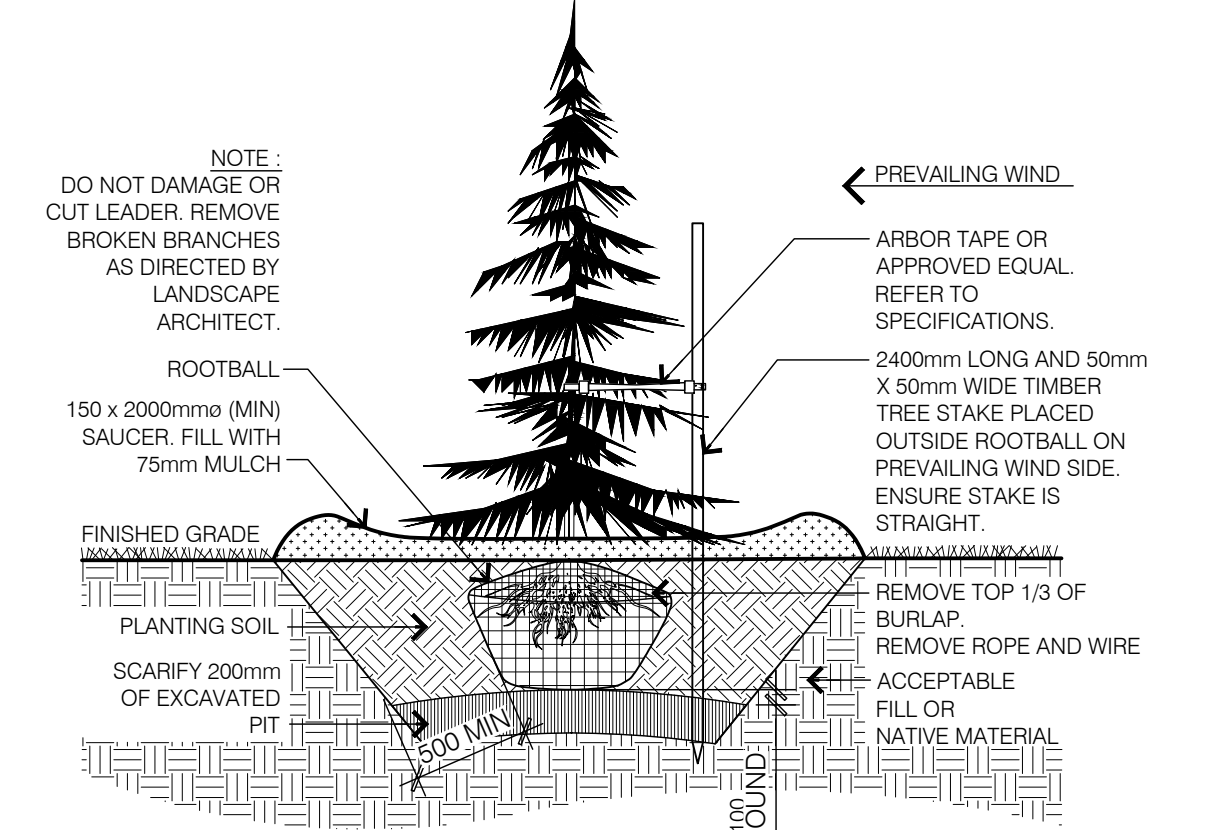 NOTE :
DO NOT DAMAGE OR
CUT LEADER. REMOVE
BROKEN BRANCHES
AS DIRECTED BY
LANDSCAPE
ARCHITECT.
ROOTBALL
150 x 2000mmø (MIN)
SAUCER. FILL WITH
75mm MULCH
FINISHED GRADE
PLANTING SOIL
SCARIFY 200mm
OF EXCAVATED
PIT
500 MIN
100
OUND
PREVAILING WIND
ARBOR TAPE OR
APPROVED EQUAL.
REFER TO
SPECIFICATIONS.
2400mm LONG AND 50mm
X 50mm WIDE TIMBER
TREE STAKE PLACED
OUTSIDE ROOTBALL ON
PREVAILING WIND SIDE.
ENSURE STAKE IS
STRAIGHT.
REMOVE TOP 1/3 OF
BURLAP.
REMOVE ROPE AND WIRE
ACCEPTABLE
FILL OR
NATIVE MATERIAL